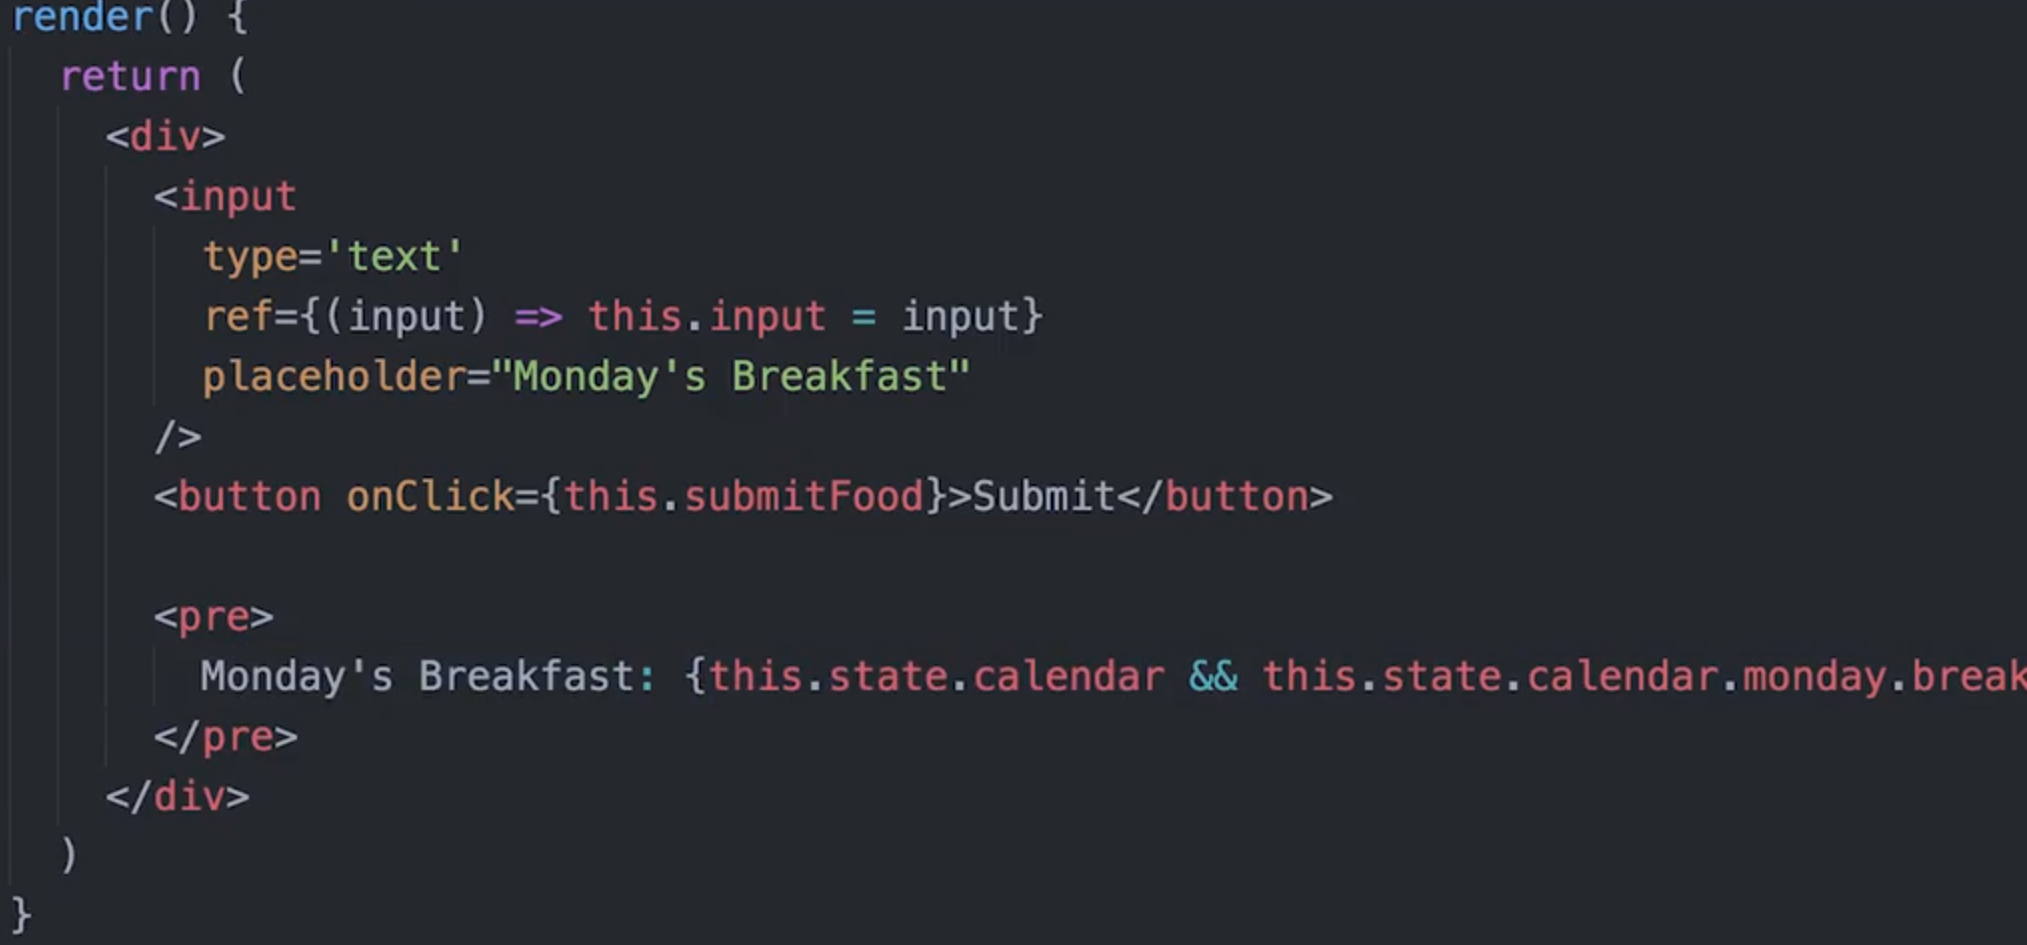 render() {
return (
<div>
<input
type='text'
ref={(input) => this.input = input}
placeholder="Monday's Breakfast"
/>
<button onClick={this.submitFood}>Submit</button>
<pre>
Monday's Breakfast: {this.state.calendar && this.state.calendar.monday.break
</pre>
</div>
)
}